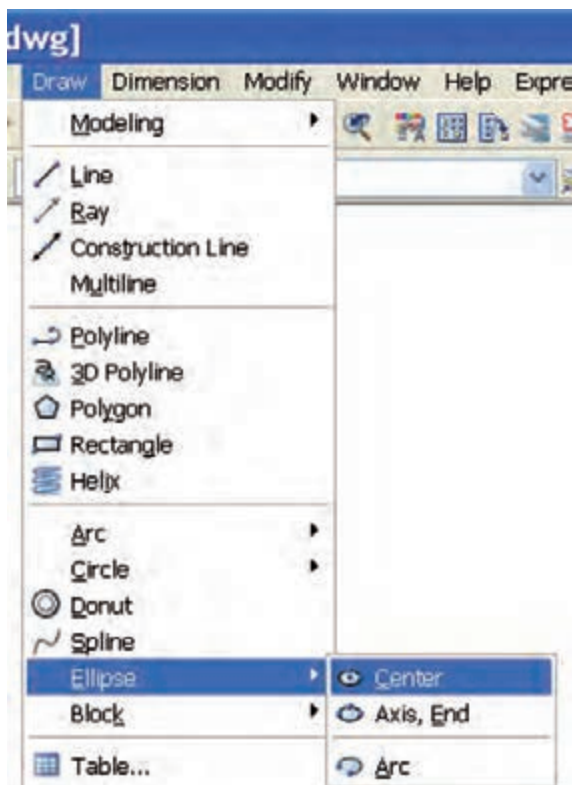 dwg]
Draw Dimension Modify Window Help Expre
Modeling
Line
Ray
Construction Line
Multiline
Polyline
3D Polyline
Polygon
Rectangle
Helix
Arc
Circle
Donut
Spline
Ellipse Center
Block Axis, End
Table... Arc